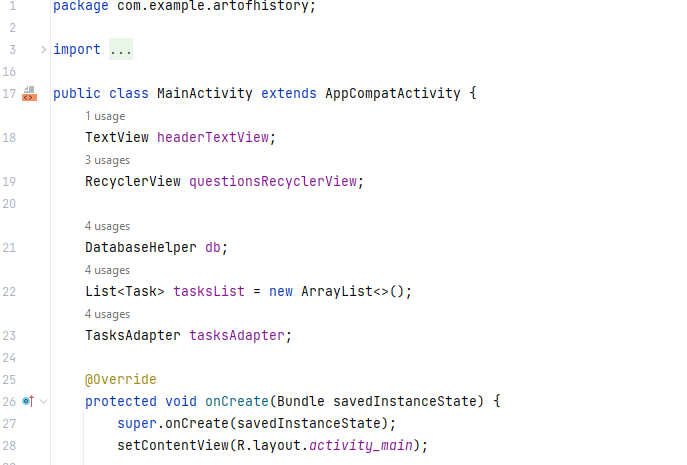 1 package com.example.artofhistory;
2
3 import ...
16
17 public class MainActivity extends AppCompatActivity {
1 usage
18 TextView headerTextView;
3 usages
19 RecyclerView questionsRecyclerView;
20
4 usages
21 DatabaseHelper db;
4 usages
22 List<Task> tasksList = new ArrayList<>();
4 usages
23 TasksAdapter tasksAdapter;
24
25 @Override
26 protected void onCreate(Bundle savedInstanceState) {
27 super.onCreate(savedInstanceState);
28 setContentView(R.layout.activity_main);